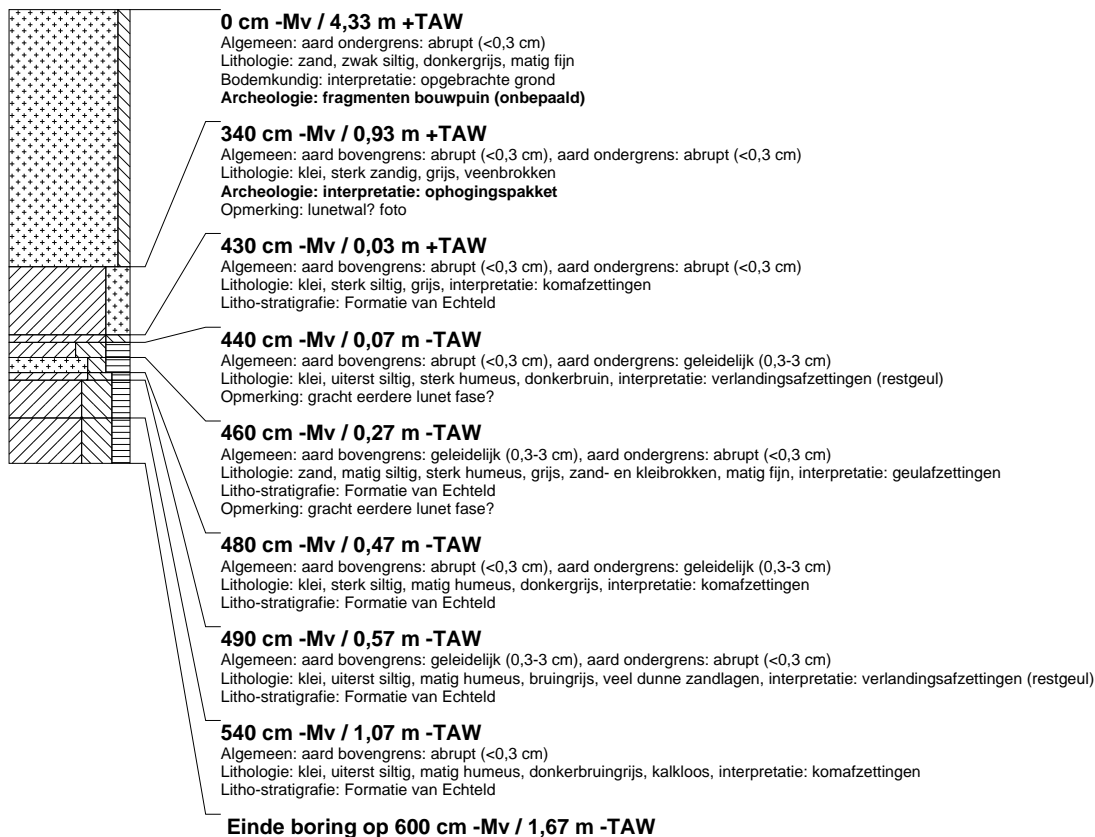 0 cm -Mv / 4,33 m +TAW
Algemeen: aard ondergrens: abrupt (<0,3 cm)
Lithologie: zand, zwak siltig, donkergrijs, matig fijn
Bodemkundig: interpretatie: opgebrachte grond
Archeologie: fragmenten bouwpuin (onbepaald)
340 cm -Mv / 0,93 m +TAW
Algemeen: aard bovengrens: abrupt (<0,3 cm), aard ondergrens: abrupt (<0,3 cm)
Lithologie: klei, sterk zandig, grijs, veenbrokken
Archeologie: interpretatie: ophogingspakket
Opmerking: lunetwal? foto
430 cm -Mv / 0,03 m +TAW
Algemeen: aard bovengrens: abrupt (<0,3 cm), aard ondergrens: abrupt (<0,3 cm)
Lithologie: klei, sterk siltig, grijs, interpretatie: komafzettingen
Litho-stratigrafie: Formatie van Echteld
440 cm -Mv / 0,07 m -TAW
Algemeen: aard bovengrens: abrupt (<0,3 cm), aard ondergrens: geleidelijk (0,3-3 cm)
Lithologie: klei, uiterst siltig, sterk humeus, donkerbruin, interpretatie: verlandingsafzettingen (restgeul)
Opmerking: gracht eerdere lunet fase?
460 cm -Mv / 0,27 m -TAW
Algemeen: aard bovengrens: geleidelijk (0,3-3 cm), aard ondergrens: abrupt (<0,3 cm)
Lithologie: zand, matig siltig, sterk humeus, grijs, zand- en kleibrokken, matig fijn, interpretatie: geulafzettingen
Litho-stratigrafie: Formatie van Echteld
Opmerking: gracht eerdere lunet fase?
480 cm -Mv / 0,47 m -TAW
Algemeen: aard bovengrens: abrupt (<0,3 cm), aard ondergrens: geleidelijk (0,3-3 cm)
Lithologie: klei, sterk siltig, matig humeus, donkergrijs, interpretatie: komafzettingen
Litho-stratigrafie: Formatie van Echteld
490 cm -Mv / 0,57 m -TAW
Algemeen: aard bovengrens: geleidelijk (0,3-3 cm), aard ondergrens: abrupt (<0,3 cm)
Lithologie: klei, uiterst siltig, matig humeus, bruingrijs, veel dunne zandlagen, interpretatie: verlandingsafzettingen (restgeul)
Litho-stratigrafie: Formatie van Echteld
540 cm -Mv / 1,07 m -TAW
Algemeen: aard bovengrens: abrupt (<0,3 cm)
Lithologie: klei, uiterst siltig, matig humeus, donkerbruingrijs, kalkloos, interpretatie: komafzettingen
Litho-stratigrafie: Formatie van Echteld
Einde boring op 600 cm -Mv / 1,67 m -TAW